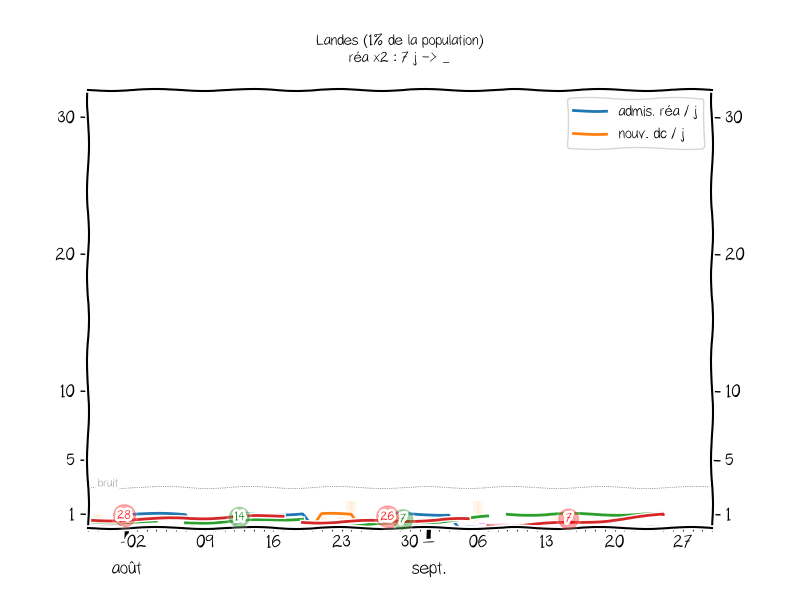 Landes (1% de la population)
réa x2 : 7 j -> _
admis. réa / j
nouv. dc / j
30 30
20 20
10 10
5 5
bruit
1 1
28 14 26 7 7
02 09 16 23 30 06 13 20 27
août sept.